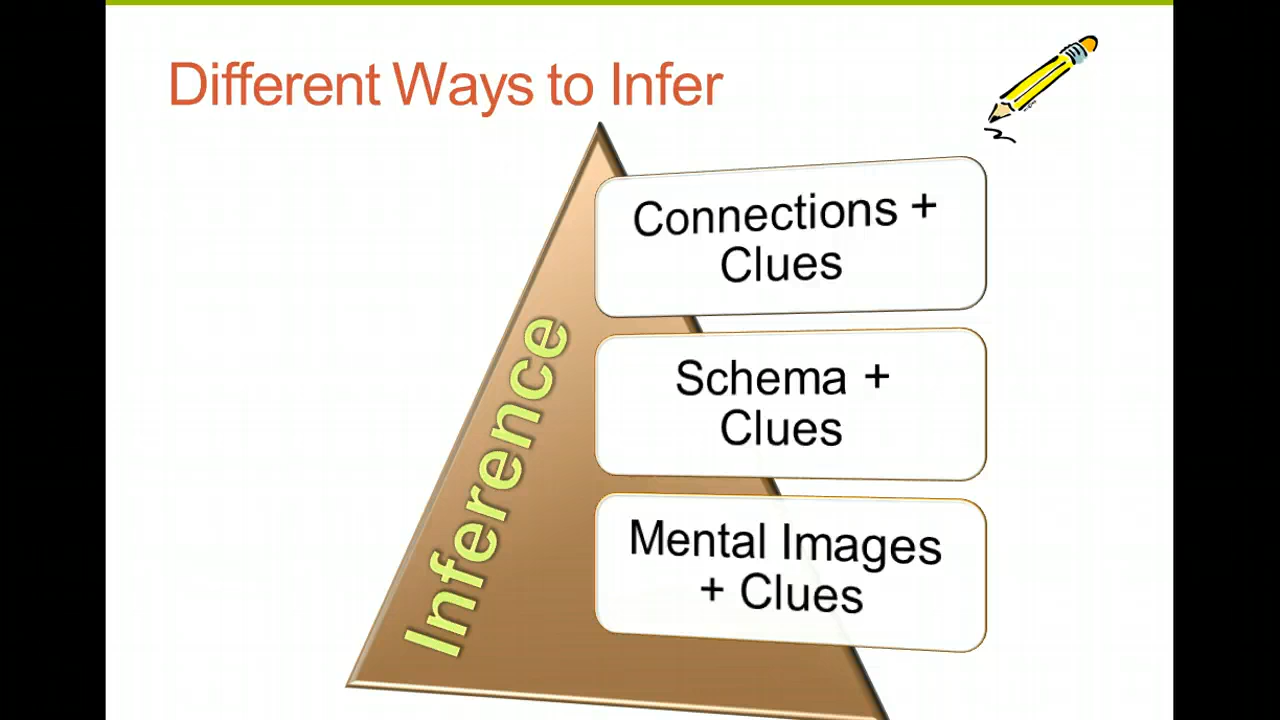 Different Ways to Infer
Connections +
Clues
Schema +
Clues
Mental Images
+ Clues
Inference